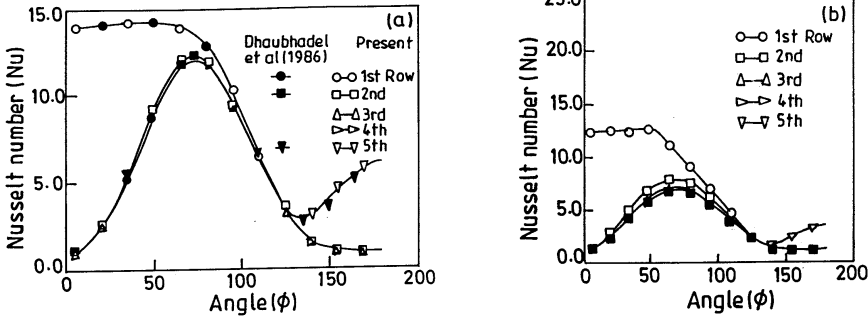 (a)
15.0
10.0
5.0
0.0
0
50
100
150
200
Nusselt number (Nu)
Angle(ϕ)
Dhaubhadel
et al (1986)
Present
1st Row
2nd
3rd
4th
5th
(b)
25.0
20.0
15.0
10.0
5.0
0.0
0
50
100
150
200
Nusselt number (Nu)
Angle(ϕ)
1st Row
2nd
3rd
4th
5th